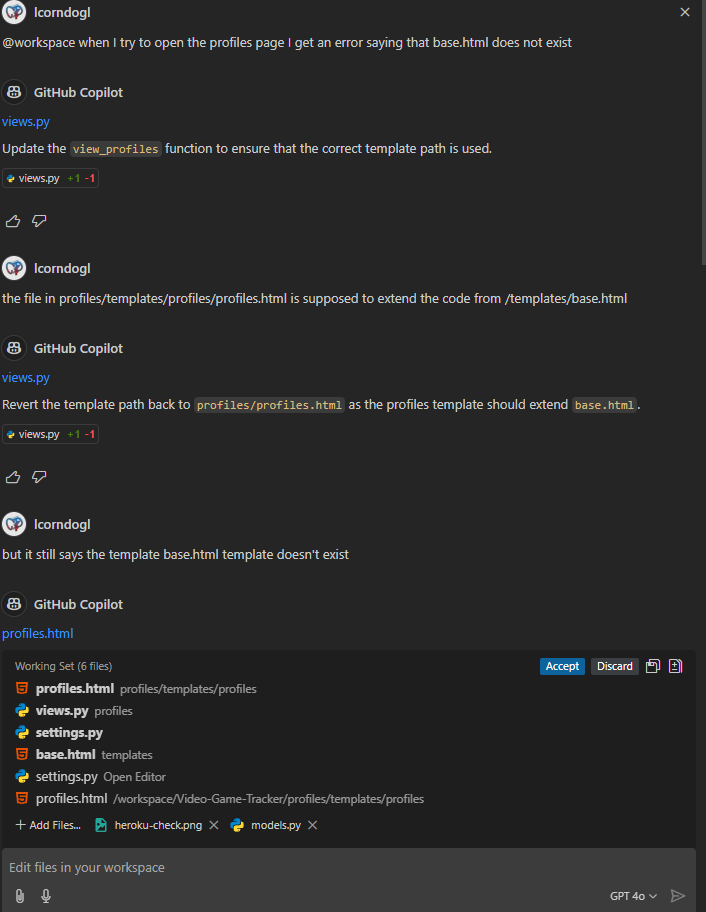 lcorndogl
@workspace when I try to open the profiles page I get an error saying that base.html does not exist
GitHub Copilot
views.py
Update the view_profiles function to ensure that the correct template path is used.
views.py +1 -1
lcorndogl
the file in profiles/templates/profiles/profiles.html is supposed to extend the code from /templates/base.html
GitHub Copilot
views.py
Revert the template path back to profiles/profiles.html as the profiles template should extend base.html.
views.py +1 -1
lcorndogl
but it still says the template base.html template doesn't exist
GitHub Copilot
profiles.html
Working Set (6 files) Accept Discard
profiles.html profiles/templates/profiles
views.py profiles
settings.py
base.html templates
settings.py Open Editor
profiles.html /workspace/Video-Game-Tracker/profiles/templates/profiles
+ Add Files... heroku-check.png models.py
Edit files in your workspace
GPT 4o